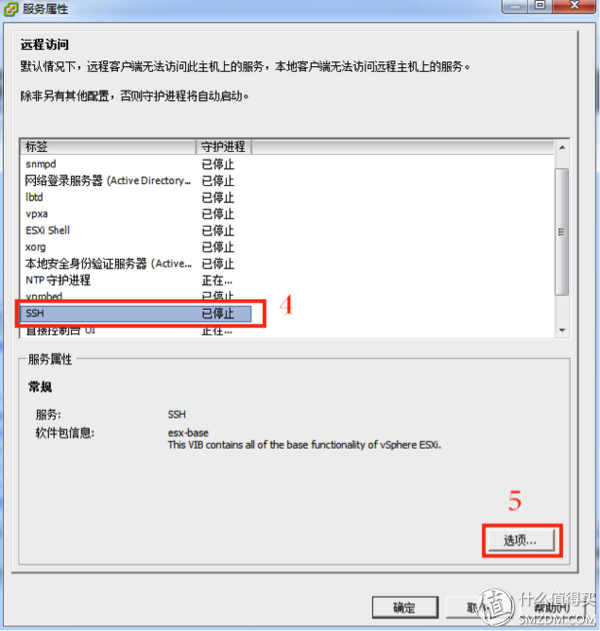 服务属性
远程访问
默认情况下，远程客户端无法访问此主机上的服务，本地客户端无法访问远程主机上的服务。
除非另有其他配置，否则守护进程将自动启动。
标签 守护进程
snmpd 已停止
网络登录服务器 (Active Directory... 已停止
lbtd 已停止
vpxa 已停止
ESXi Shell 已停止
xorg 已停止
本地安全身份验证服务器 (Active... 已停止
NTP 守护进程 正在...
vprobed 已停止
SSH 已停止
4
直接控制台 UI 正在...
服务属性
常规
服务: SSH
软件包信息: esx-base
This VIB contains all of the base functionality of vSphere ESXi.
5
选项...
确定 帮助(H)
值 什么值得买
SMZDM.COM